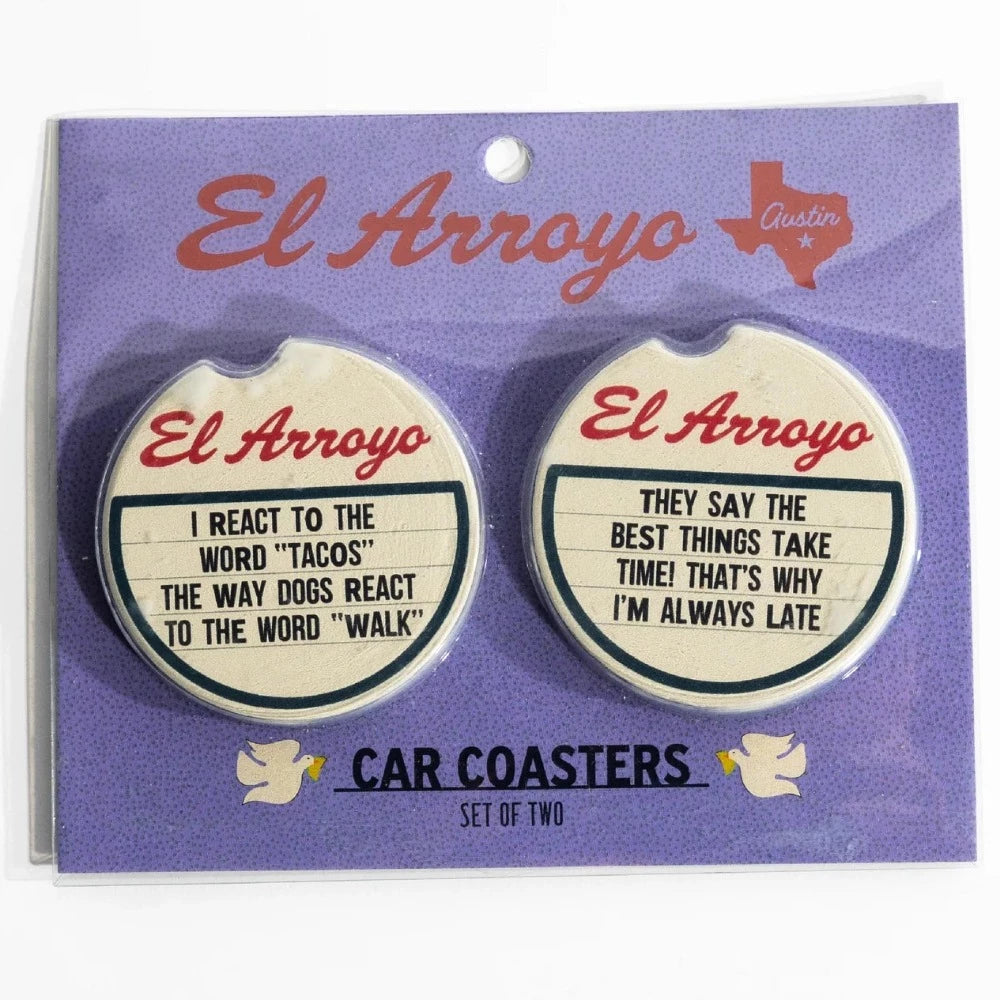 El Arroyo
Austin
El Arroyo
I REACT TO THE
WORD "TACOS"
THE WAY DOGS REACT
TO THE WORD "WALK"
El Arroyo
THEY SAY THE
BEST THINGS TAKE
TIME! THAT'S WHY
I'M ALWAYS LATE
CAR COASTERS
SET OF TWO